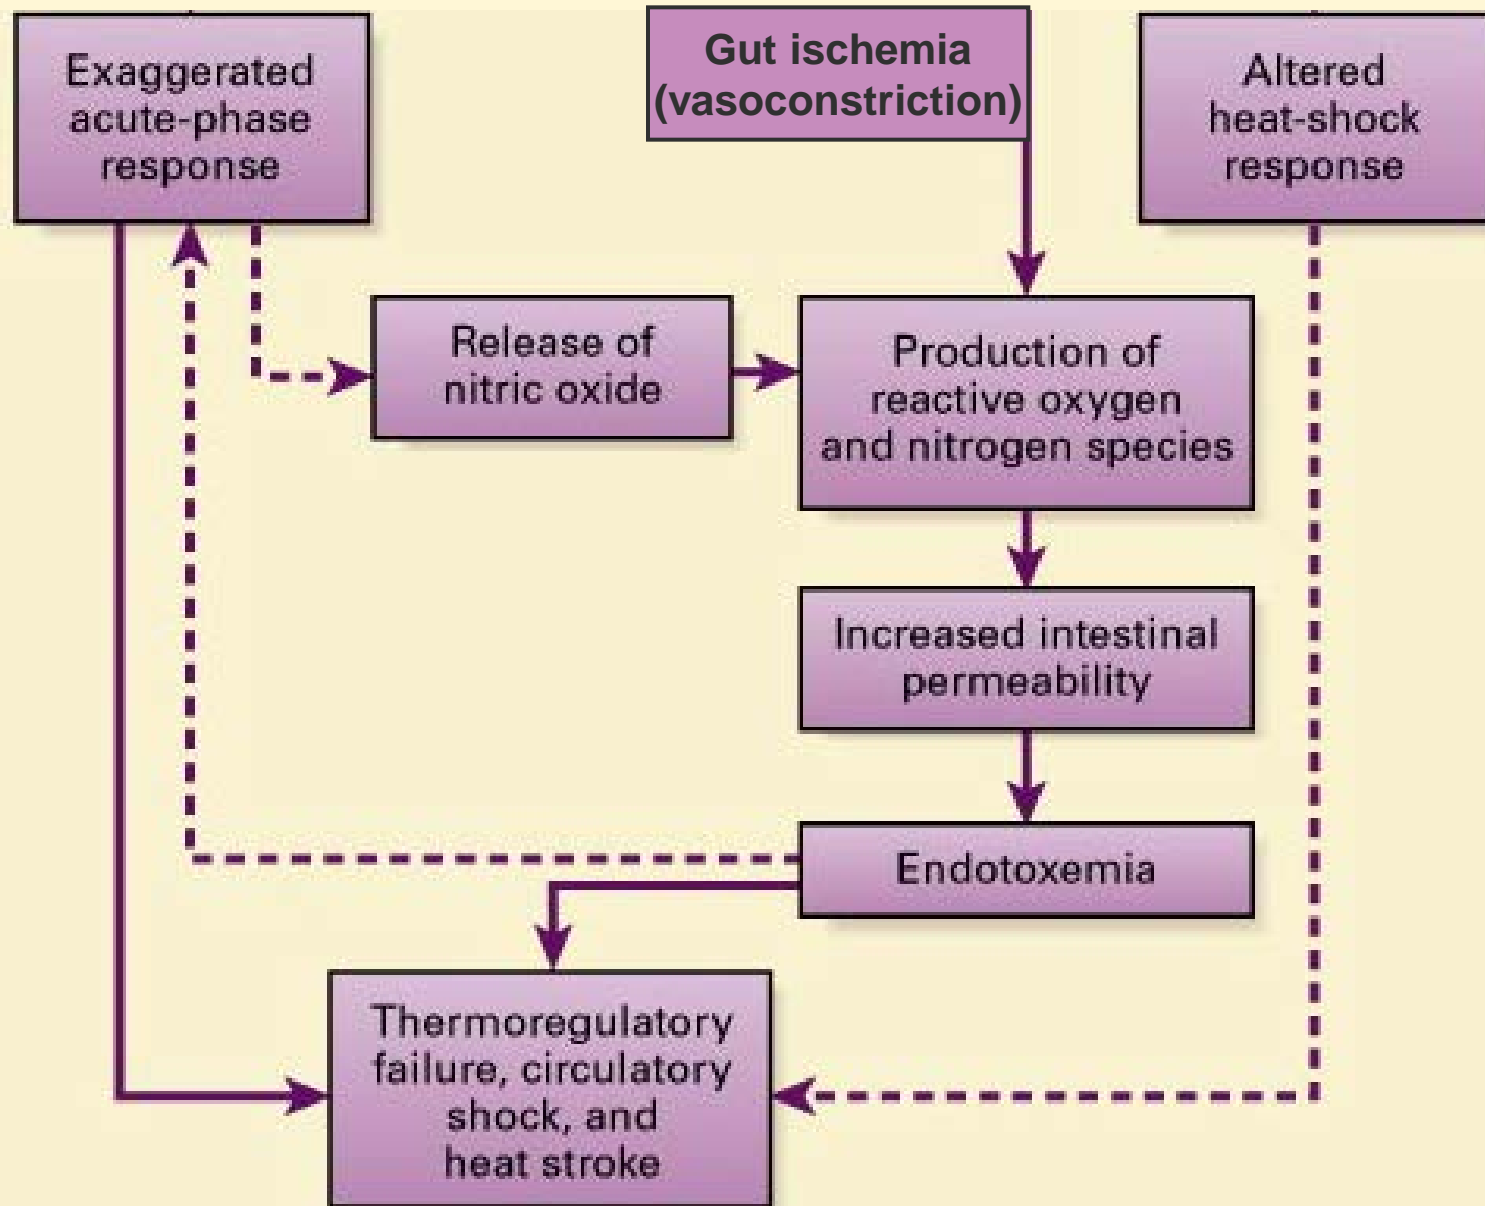 Exaggerated
acute-phase
response
Gut ischemia
(vasoconstriction)
Altered
heat-shock
response
Release of
nitric oxide
Production of
reactive oxygen
and nitrogen species
Increased intestinal
permeability
Endotoxemia
Thermoregulatory
failure, circulatory
shock, and
heat stroke